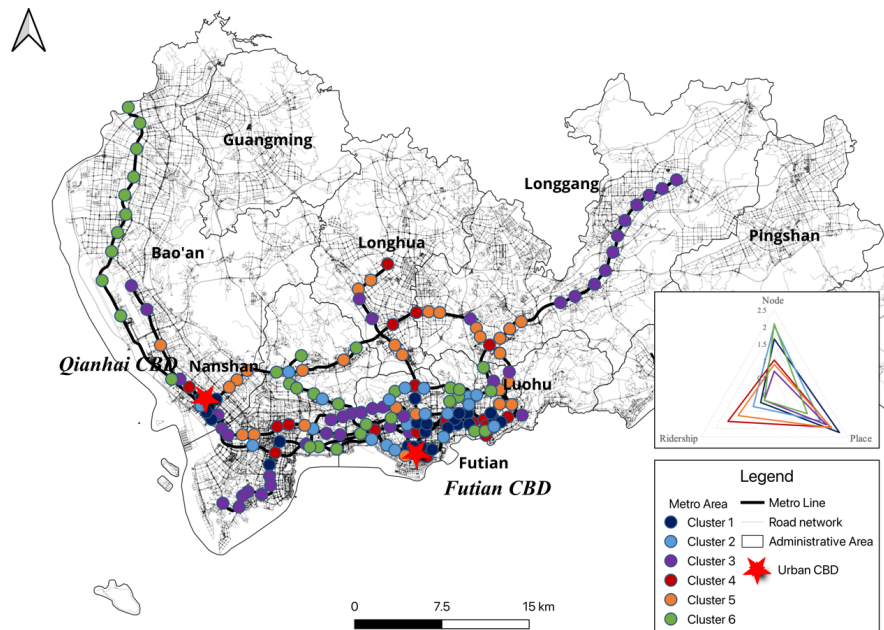 Guangming
Longgang
Pingshan
Longhua
Bao'an
Qianhai CBD
Nanshan
Luohu
Futian
Futian CBD
Node
2.5
2
1.5
Ridership
Place
Legend
Metro Area
Cluster 1
Cluster 2
Cluster 3
Cluster 4
Cluster 5
Cluster 6
Metro Line
Road network
Administrative Area
Urban CBD
0 7.5 15 km